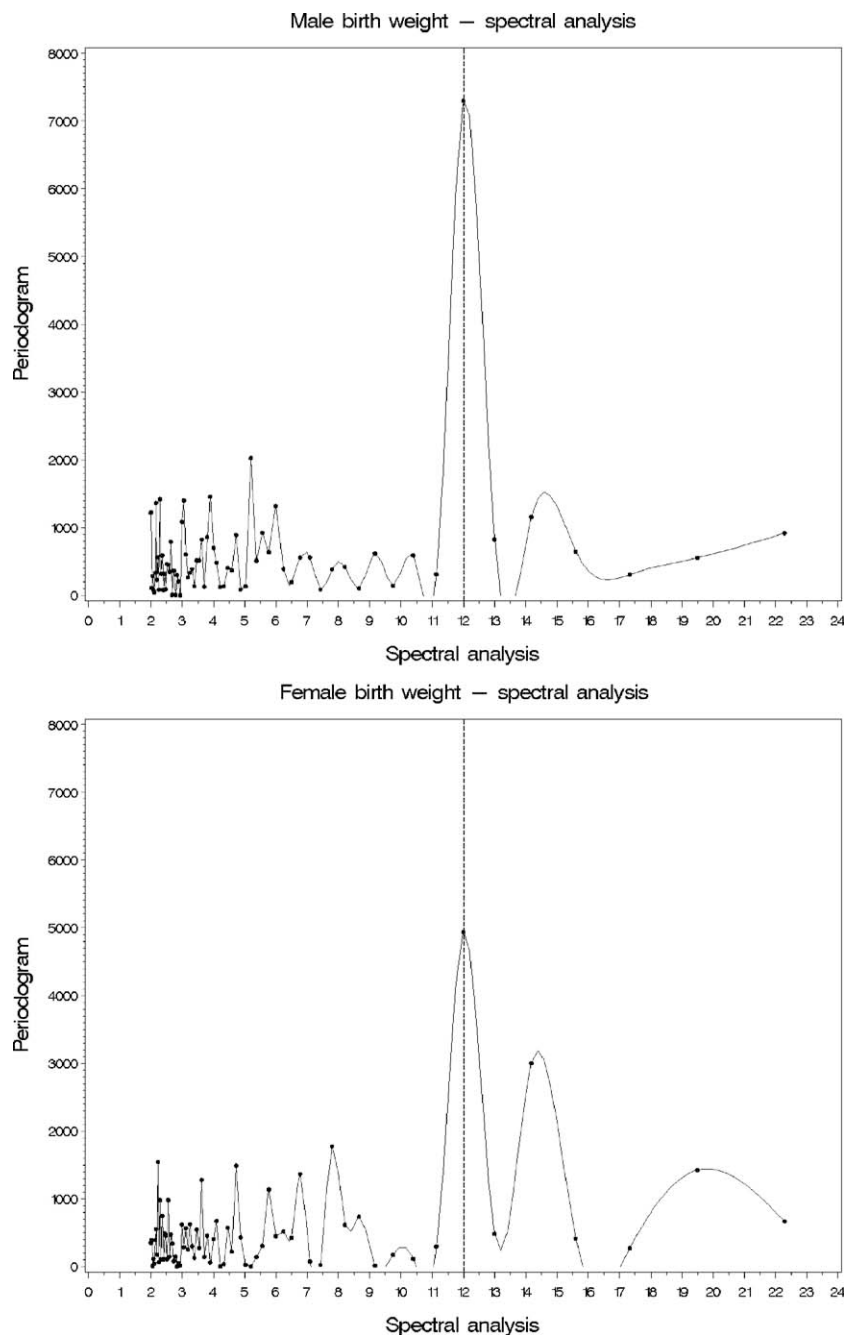 Male birth weight — spectral analysis
8000
7000
6000
5000
4000
3000
2000
1000
0
Periodogram
0 1 2 3 4 5 6 7 8 9 10 11 12 13 14 15 16 17 18 19 20 21 22 23 24
Spectral analysis
Female birth weight — spectral analysis
8000
7000
6000
5000
4000
3000
2000
1000
0
Periodogram
0 1 2 3 4 5 6 7 8 9 10 11 12 13 14 15 16 17 18 19 20 21 22 23 24
Spectral analysis